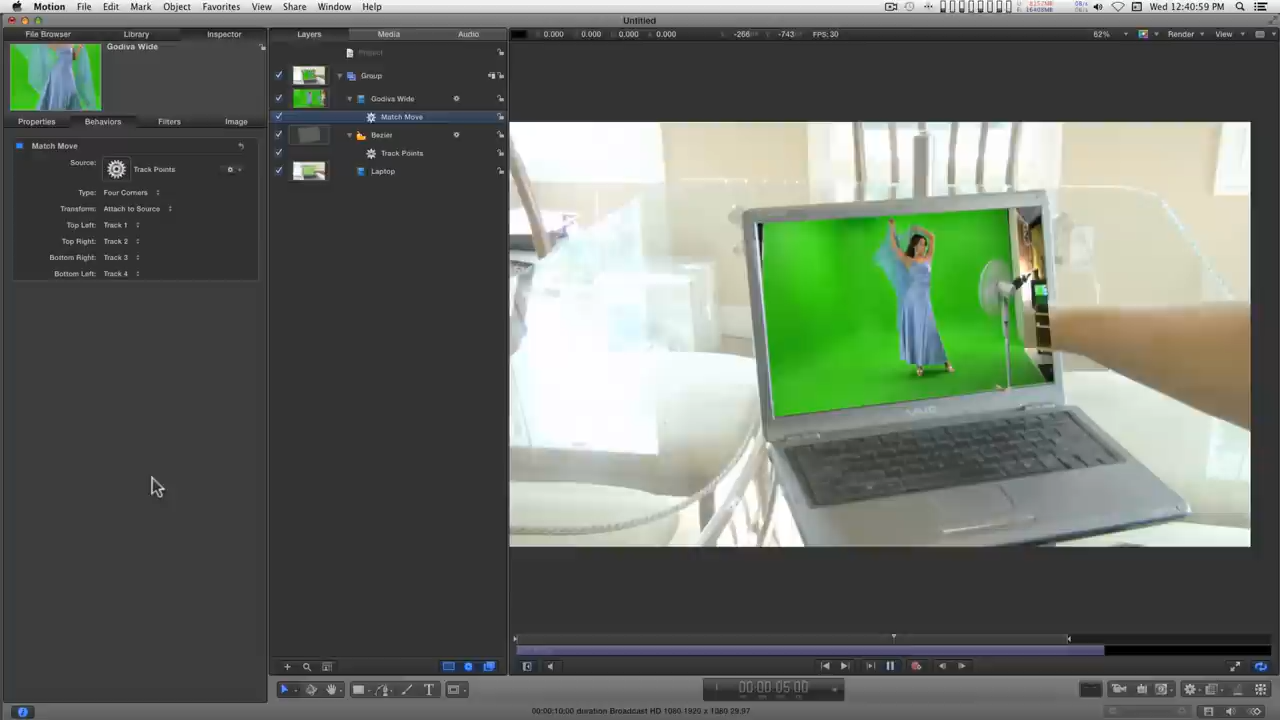 Motion File Edit Mark Object Favorites View Share Window Help Wed 12:40:59 PM
Untitled
File Browser Library Inspector Layers Media Audio 0.000 0.000 0.000 0.000 -266 Y -743 FPS: 30 62% Render View
Godiva Wide
Project
Group
Godiva Wide
Properties Behaviors Filters Image
Match Move
Bezier
Track Points
Laptop
Match Move
Source: Track Points
Type: Four Corners
Transform: Attach to Source
Top Left: Track 1
Top Right: Track 2
Bottom Right: Track 3
Bottom Left: Track 4
VAIO
00:00:05:00
00:00:10;00 duration Broadcast HD 1080 1920 x 1080 29.97